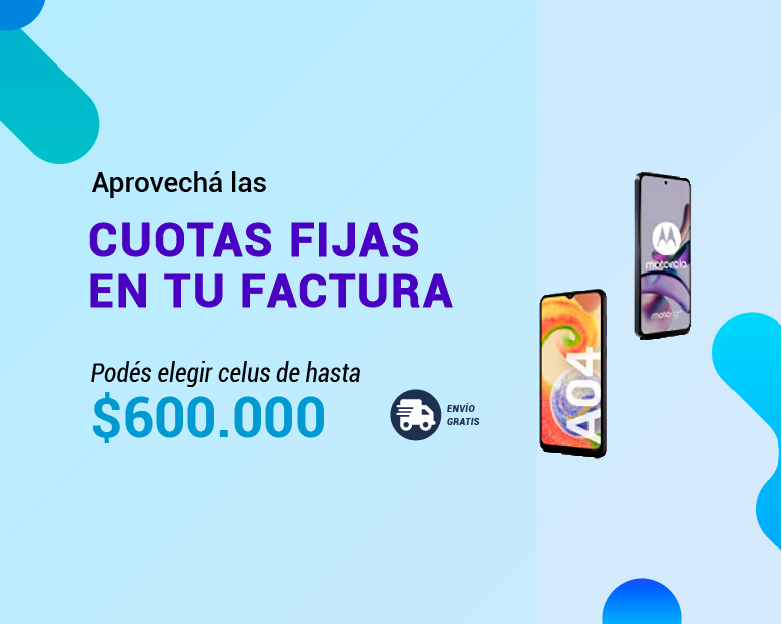 Aprovechá las
CUOTAS FIJAS
EN TU FACTURA
Podés elegir celus de hasta
$600.000
ENVÍO
GRATIS
motorola
A04